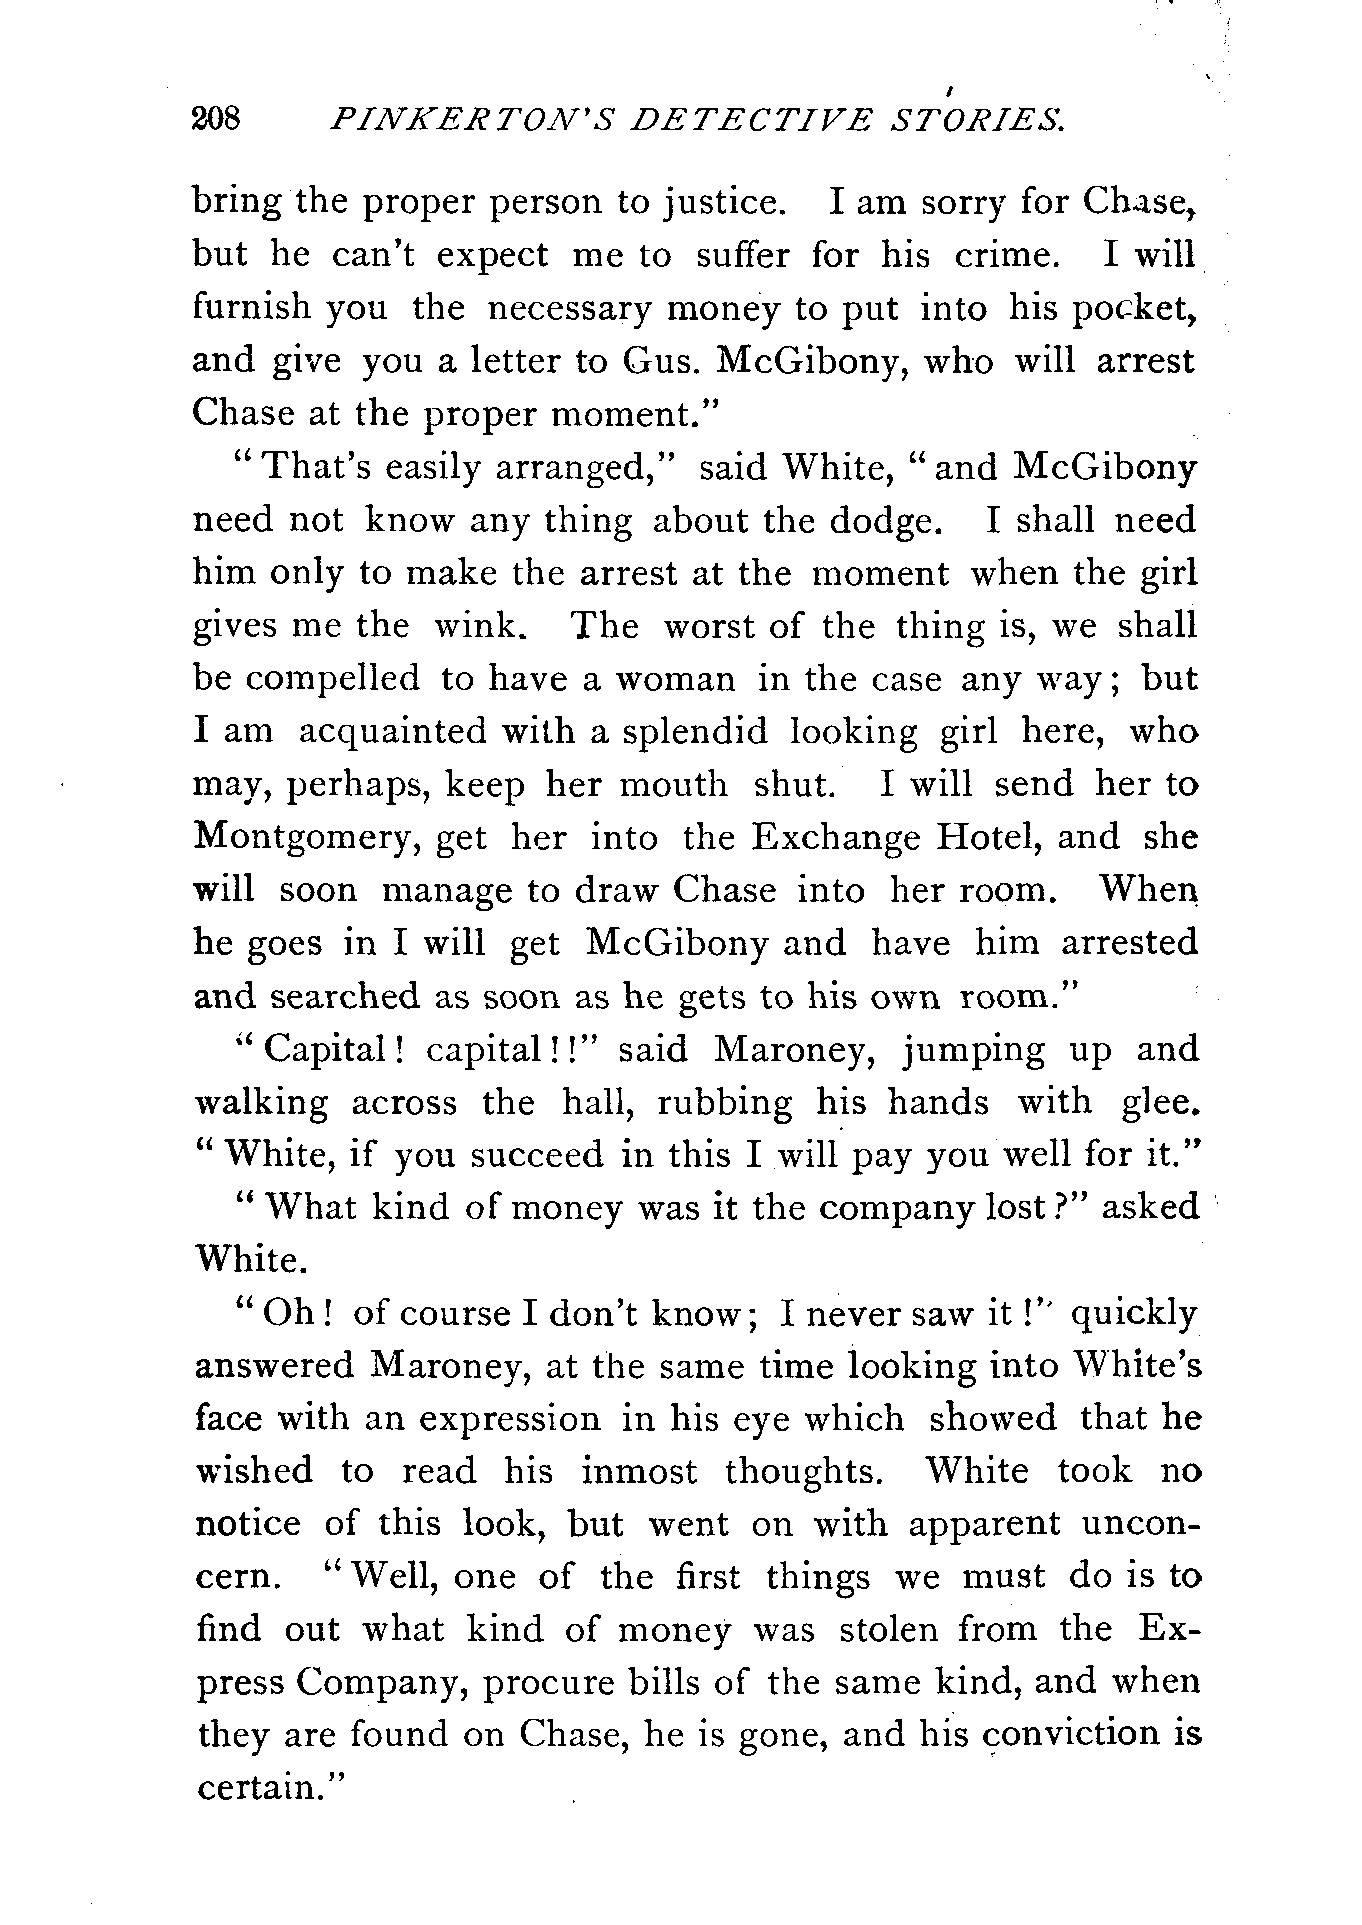 208 PINKERTON'S DETECTIVE STORIES.
bring the proper person to justice. I am sorry for Chase,
but he can't expect me to suffer for his crime. I will
furnish you the necessary money to put into his pocket,
and give you a letter to Gus. McGibony, who will arrest
Chase at the proper moment."
"That's easily arranged," said White, "and McGibony
need not know any thing about the dodge. I shall need
him only to make the arrest at the moment when the girl
gives me the wink. The worst of the thing is, we shall
be compelled to have a woman in the case any way; but
I am acquainted with a splendid looking girl here, who
may, perhaps, keep her mouth shut. I will send her to
Montgomery, get her into the Exchange Hotel, and she
will soon manage to draw Chase into her room. When
he goes in I will get McGibony and have him arrested
and searched as soon as he gets to his own room."
"Capital! capital!!" said Maroney, jumping up and
walking across the hall, rubbing his hands with glee.
"White, if you succeed in this I will pay you well for it."
"What kind of money was it the company lost?" asked
White.
"Oh! of course I don't know; I never saw it!" quickly
answered Maroney, at the same time looking into White's
face with an expression in his eye which showed that he
wished to read his inmost thoughts. White took no
notice of this look, but went on with apparent uncon-
cern. "Well, one of the first things we must do is to
find out what kind of money was stolen from the Ex-
press Company, procure bills of the same kind, and when
they are found on Chase, he is gone, and his conviction is
certain."